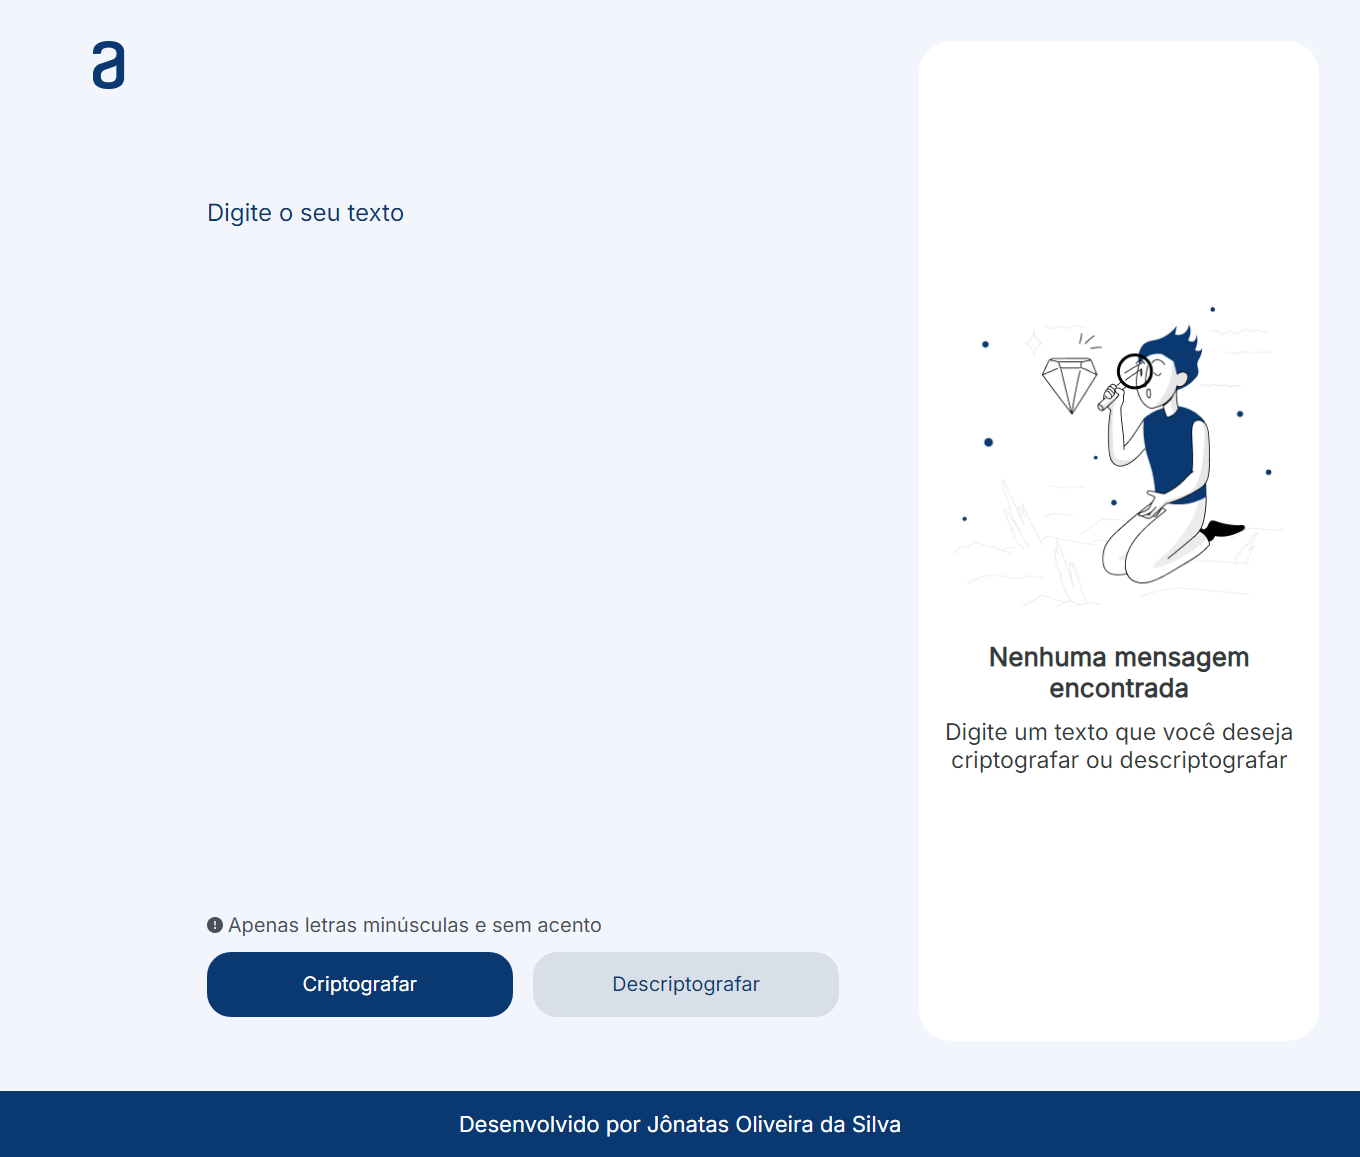 a
Digite o seu texto
Nenhuma mensagem
encontrada
Digite um texto que você deseja
criptografar ou descriptografar
Apenas letras minúsculas e sem acento
Criptografar
Descriptografar
Desenvolvido por Jônatas Oliveira da Silva